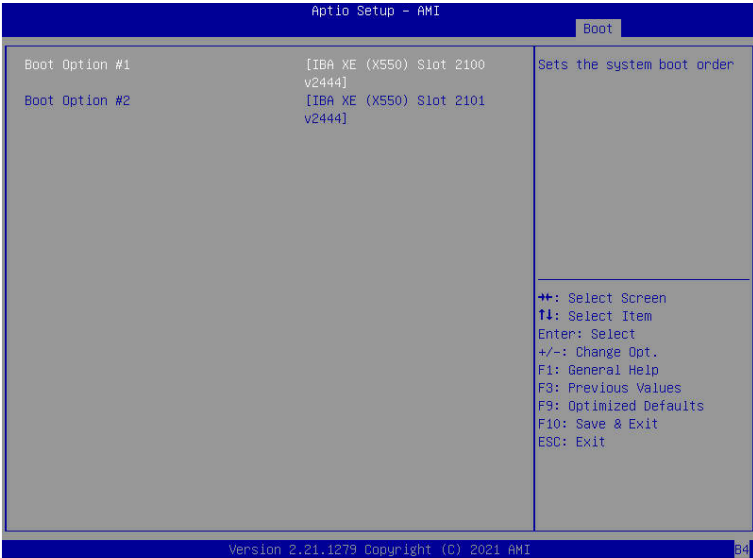 Aptio Setup – AMI
Boot
Boot Option #1 [IBA XE (X550) Slot 2100 v2444]
Boot Option #2 [IBA XE (X550) Slot 2101 v2444]
Sets the system boot order
→←: Select Screen
↑↓: Select Item
Enter: Select
+/-: Change Opt.
F1: General Help
F3: Previous Values
F9: Optimized Defaults
F10: Save & Exit
ESC: Exit
Version 2.21.1279 Copyright (C) 2021 AMI
B4